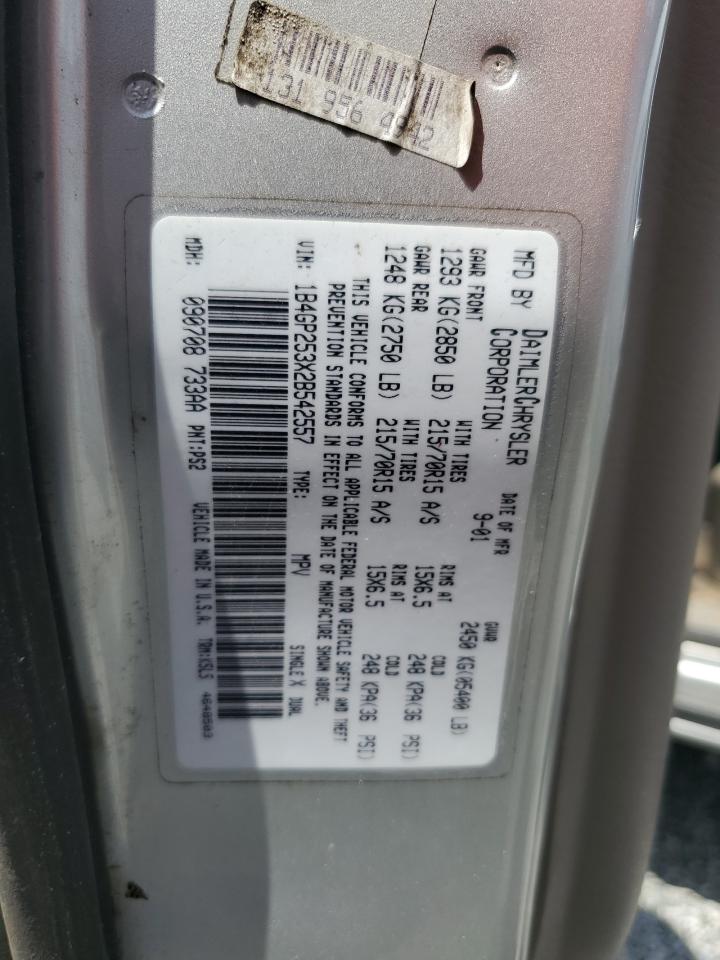 131 956 4942
MFD BY DAIMLERCHRYSLER
CORPORATION
DATE OF MFR
9-01
GVWR
2450 KG(05400 LB)
GAWR FRONT WITH TIRES RIMS AT COLD
1293 KG(2850 LB) 215/70R15 A/S 15X6.5 248 KPA(36 PSI)
GAWR REAR WITH TIRES RIMS AT COLD
1248 KG(2750 LB) 215/70R15 A/S 15X6.5 248 KPA(36 PSI)
THIS VEHICLE CONFORMS TO ALL APPLICABLE FEDERAL MOTOR VEHICLE SAFETY AND THEFT
PREVENTION STANDARDS IN EFFECT ON THE DATE OF MANUFACTURE SHOWN ABOVE.
VIN: 1B4GP253X2B542557 TYPE: MPV SINGLE X DUAL
MDH: 090708 733AA PNT:PS2 VEHICLE MADE IN U.S.A. TRM:K5L5 4648503